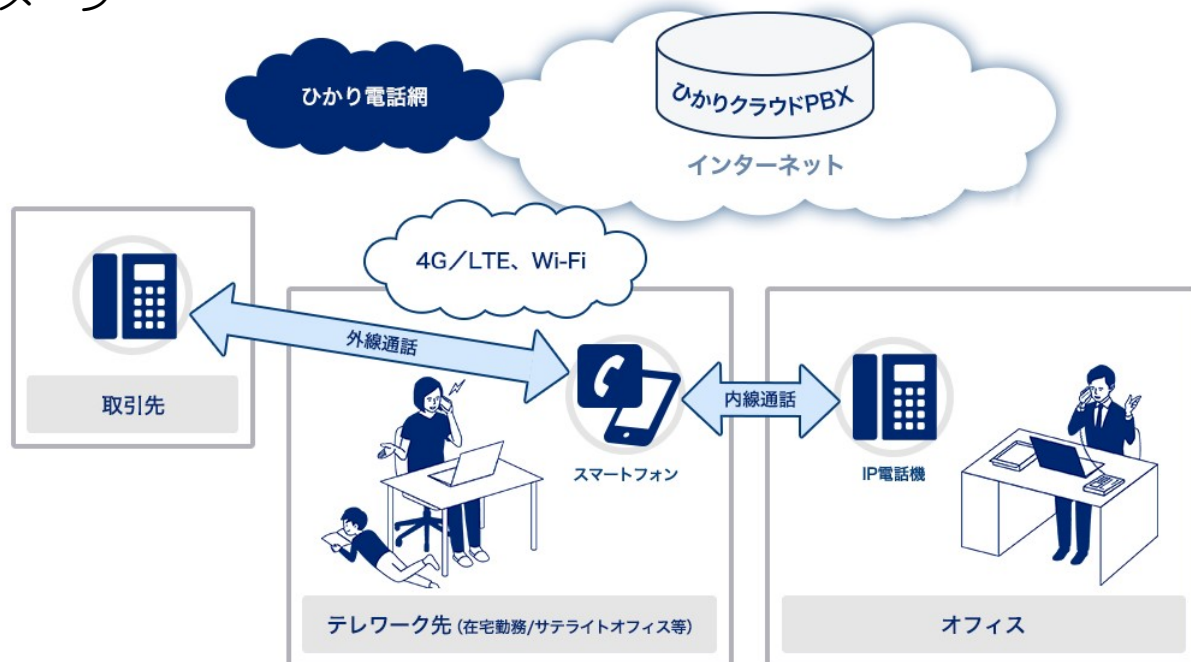 ひかり電話網
ひかりクラウドPBX
インターネット
4G／LTE、Wi-Fi
外線通話
取引先
内線通話
スマートフォン
IP電話機
テレワーク先 (在宅勤務/サテライトオフィス等)
オフィス